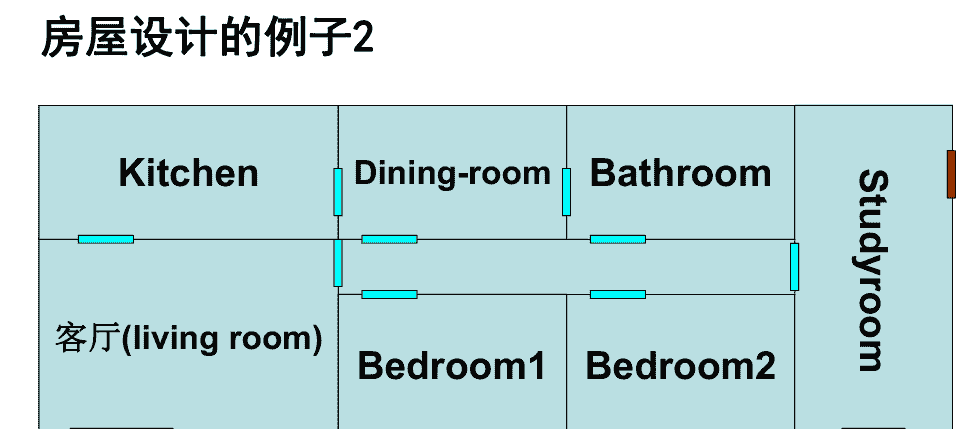 房屋设计的例子2
Kitchen
Dining-room
Bathroom
Studyroom
客厅(living room)
Bedroom1
Bedroom2